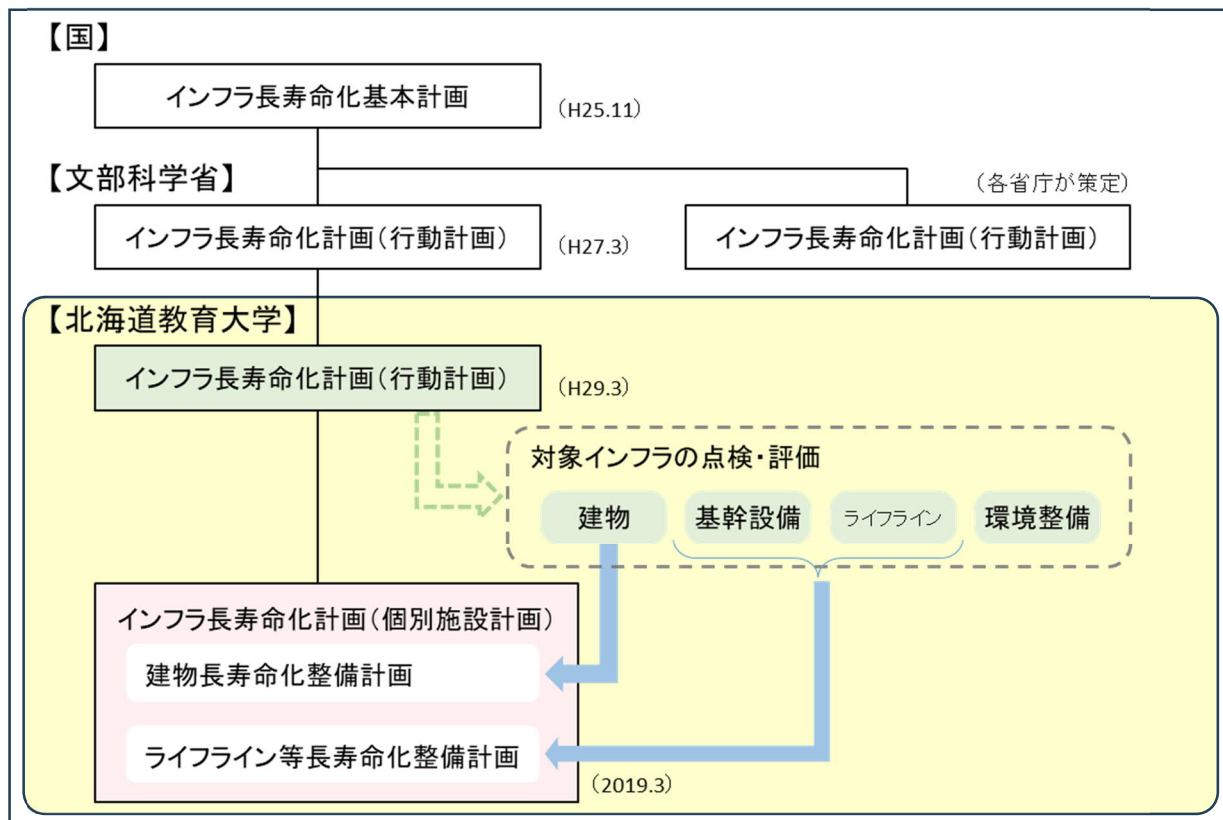 【国】
インフラ長寿命化基本計画
（H25.11）
【文部科学省】
（各省庁が策定）
インフラ長寿命化計画（行動計画）
（H27.3）
インフラ長寿命化計画（行動計画）
【北海道教育大学】
インフラ長寿命化計画（行動計画）
（H29.3）
対象インフラの点検・評価
建物
基幹設備
ライフライン
環境整備
インフラ長寿命化計画（個別施設計画）
建物長寿命化整備計画
ライフライン等長寿命化整備計画
（2019.3）